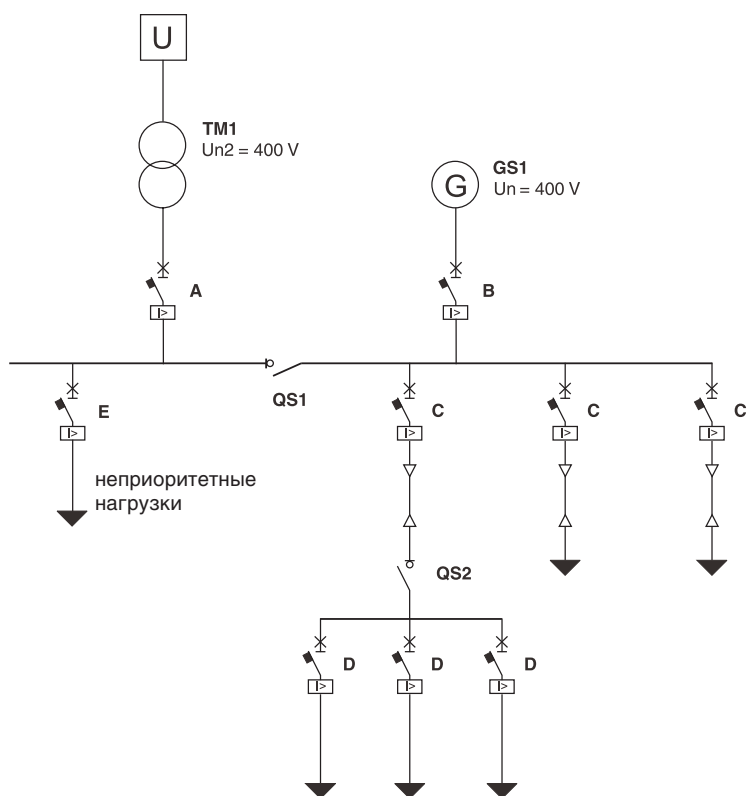 U
TM1
Un2 = 400 V
G
GS1
Un = 400 V
A
B
I>
I>
QS1
E
C
C
C
I>
I>
I>
I>
неприоритетные
нагрузки
QS2
D
D
D
I>
I>
I>